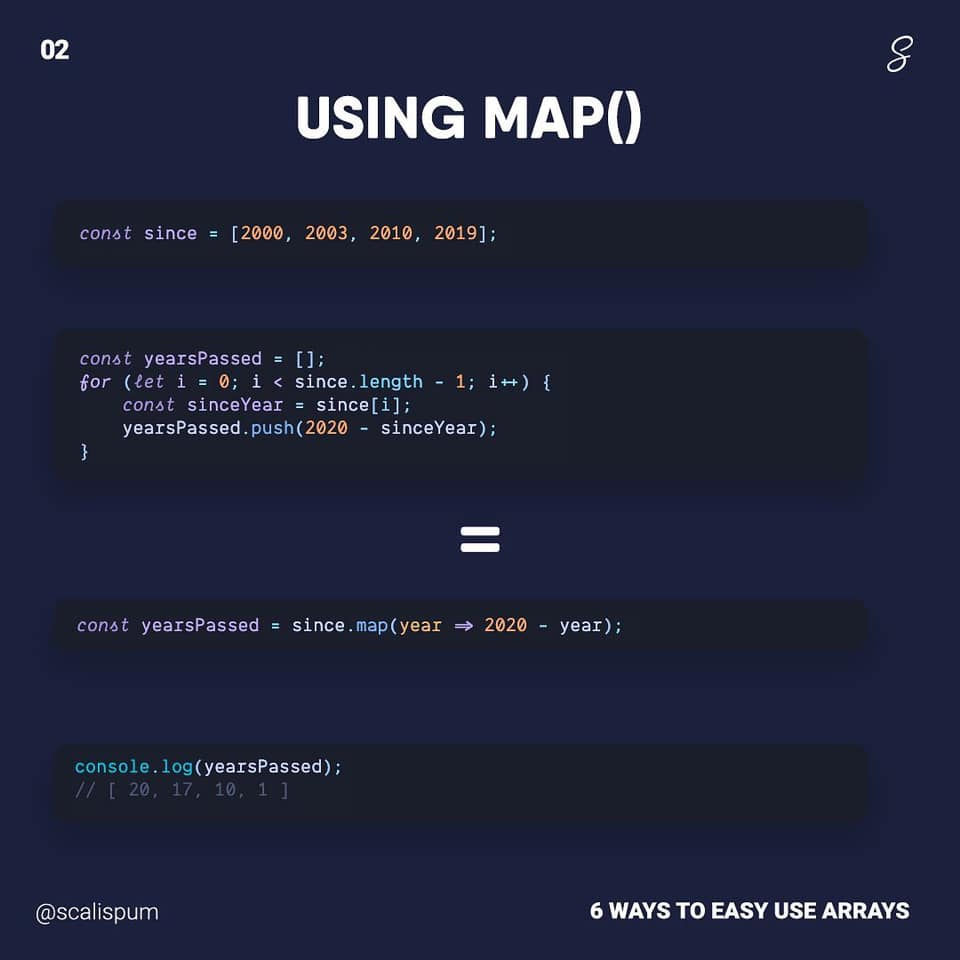 02
USING MAP()
const since = [2000, 2003, 2010, 2019];
const yearsPassed = [];
for (let i = 0; i < since.length - 1; i++) {
    const sinceYear = since[i];
    yearsPassed.push(2020 - sinceYear);
}
=
const yearsPassed = since.map(year => 2020 - year);
console.log(yearsPassed);
// [ 20, 17, 10, 1 ]
@scalispum
6 WAYS TO EASY USE ARRAYS